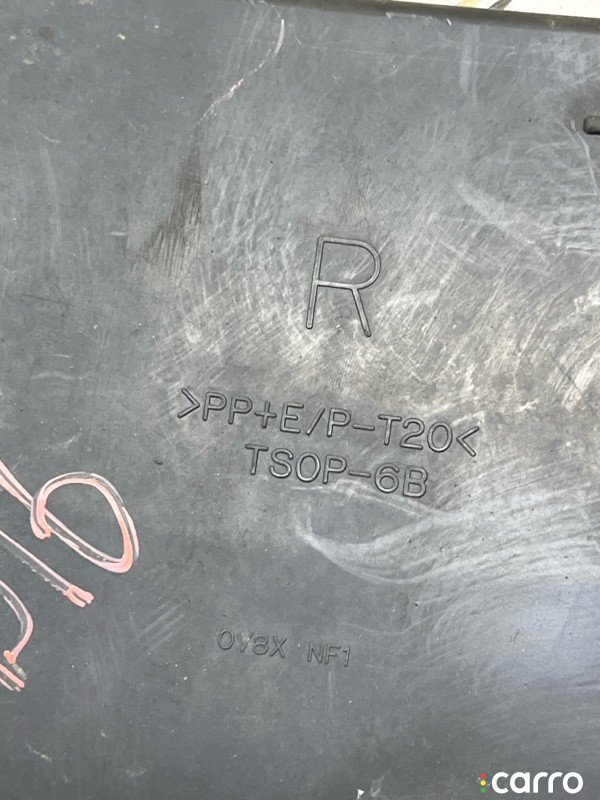 R
>PP+E/P-T20<
TSOP-6B
0V8X NF1
carro